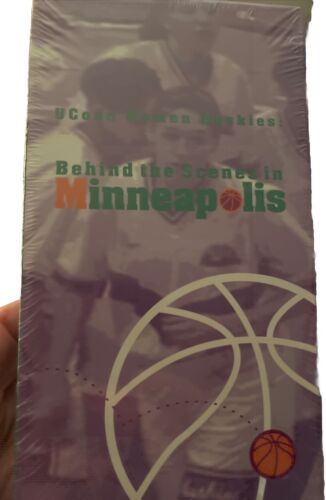 UConn Women Huskies:
Behind the Scenes in
Minneapolis